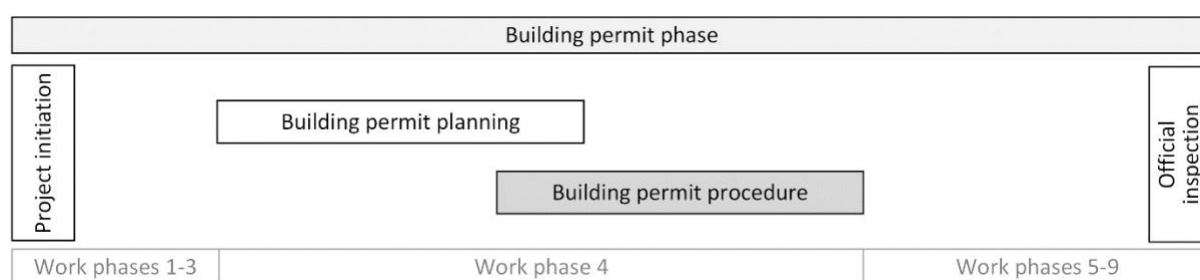 Building permit phase
Project initiation
Building permit planning
Building permit procedure
Official
inspection
Work phases 1-3
Work phase 4
Work phases 5-9